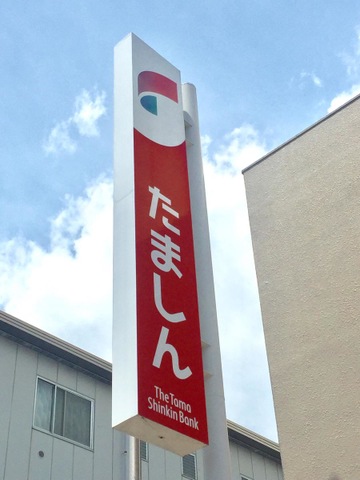 たましん
The Tama
Shinkin Bank